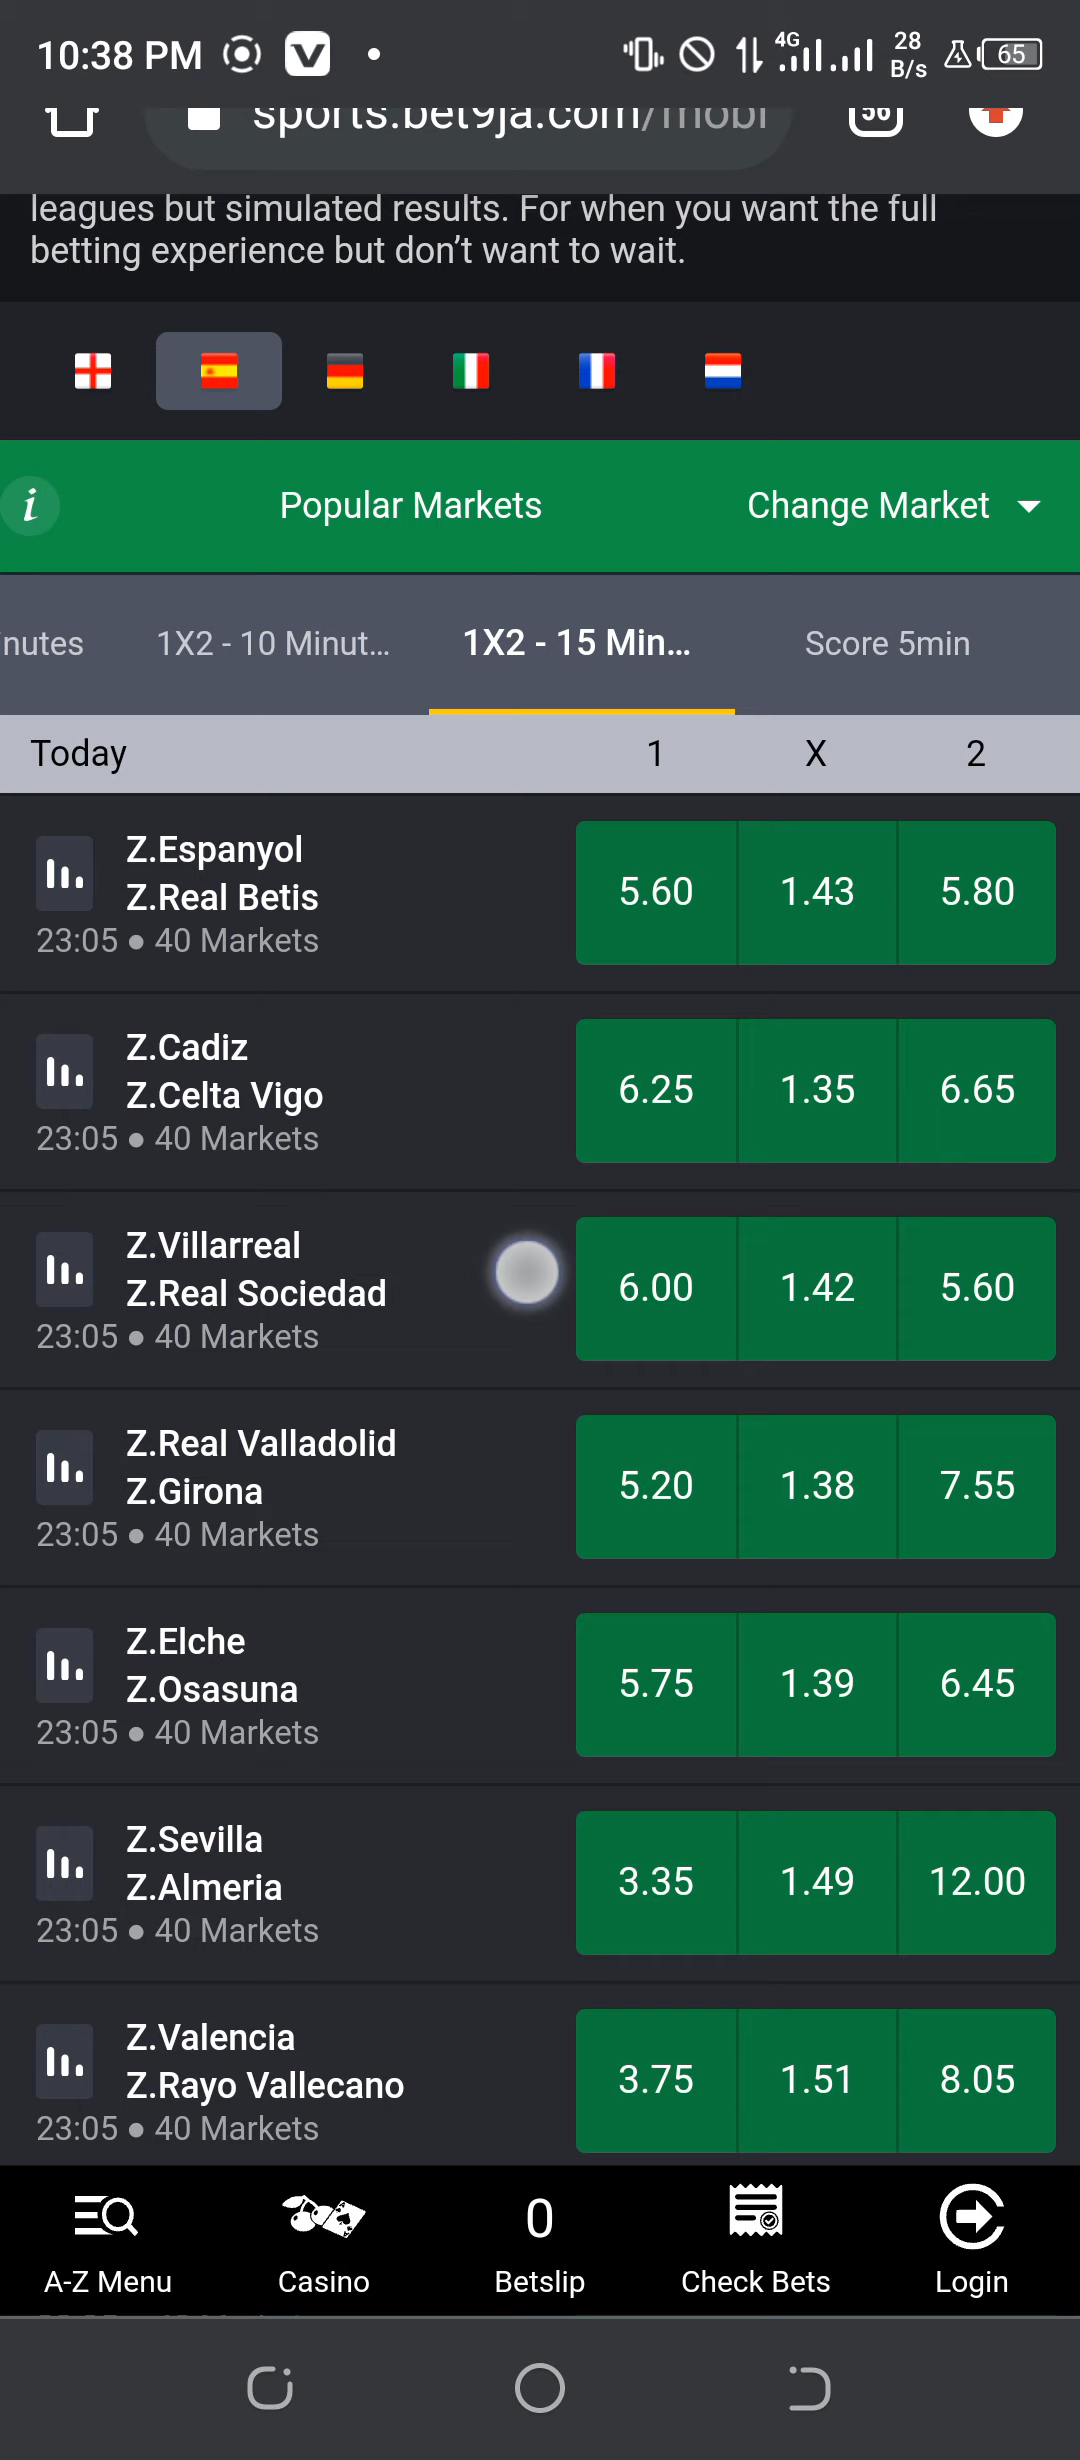 10:38 PM
4G
28
B/s
65
sports.bet9ja.com/mobi
56
leagues but simulated results. For when you want the full
betting experience but don’t want to wait.
i
Popular Markets
Change Market
nutes
1X2 - 10 Minut...
1X2 - 15 Min...
Score 5min
Today
1
X
2
Z.Espanyol
Z.Real Betis
23:05 ● 40 Markets
5.60
1.43
5.80
Z.Cadiz
Z.Celta Vigo
23:05 ● 40 Markets
6.25
1.35
6.65
Z.Villarreal
Z.Real Sociedad
23:05 ● 40 Markets
6.00
1.42
5.60
Z.Real Valladolid
Z.Girona
23:05 ● 40 Markets
5.20
1.38
7.55
Z.Elche
Z.Osasuna
23:05 ● 40 Markets
5.75
1.39
6.45
Z.Sevilla
Z.Almeria
23:05 ● 40 Markets
3.35
1.49
12.00
Z.Valencia
Z.Rayo Vallecano
23:05 ● 40 Markets
3.75
1.51
8.05
A-Z Menu
Casino
0
Betslip
Check Bets
Login